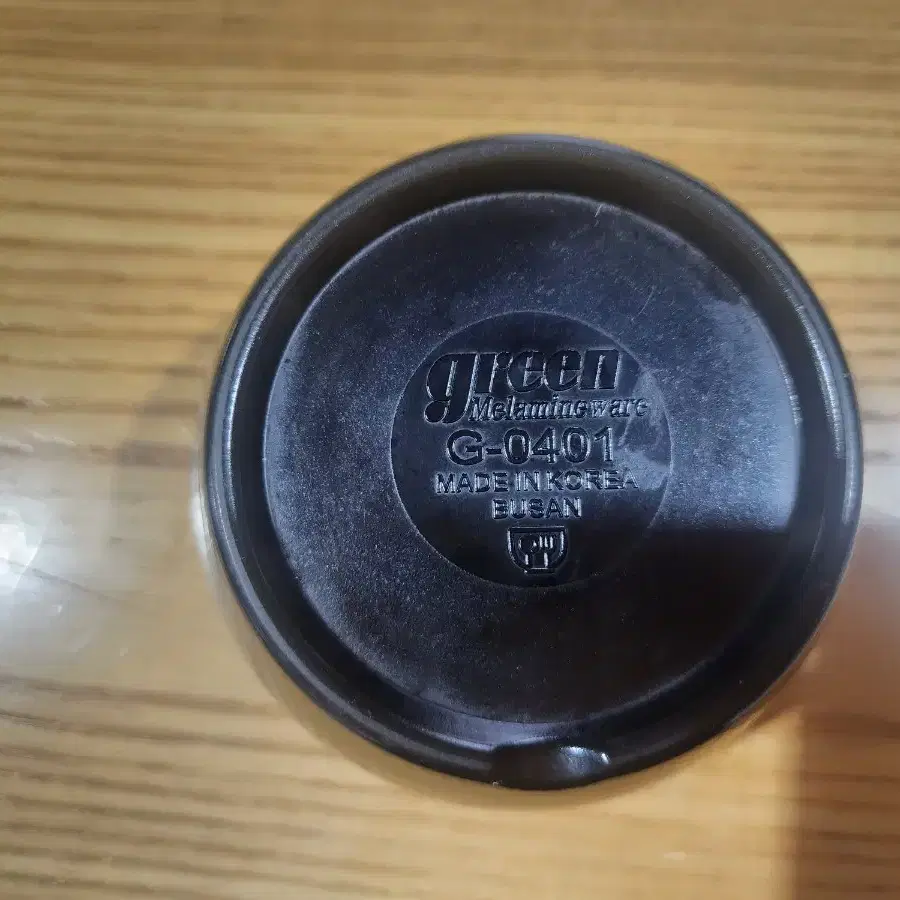 green
Melamineware
G-0401
MADE IN KOREA
BUSAN